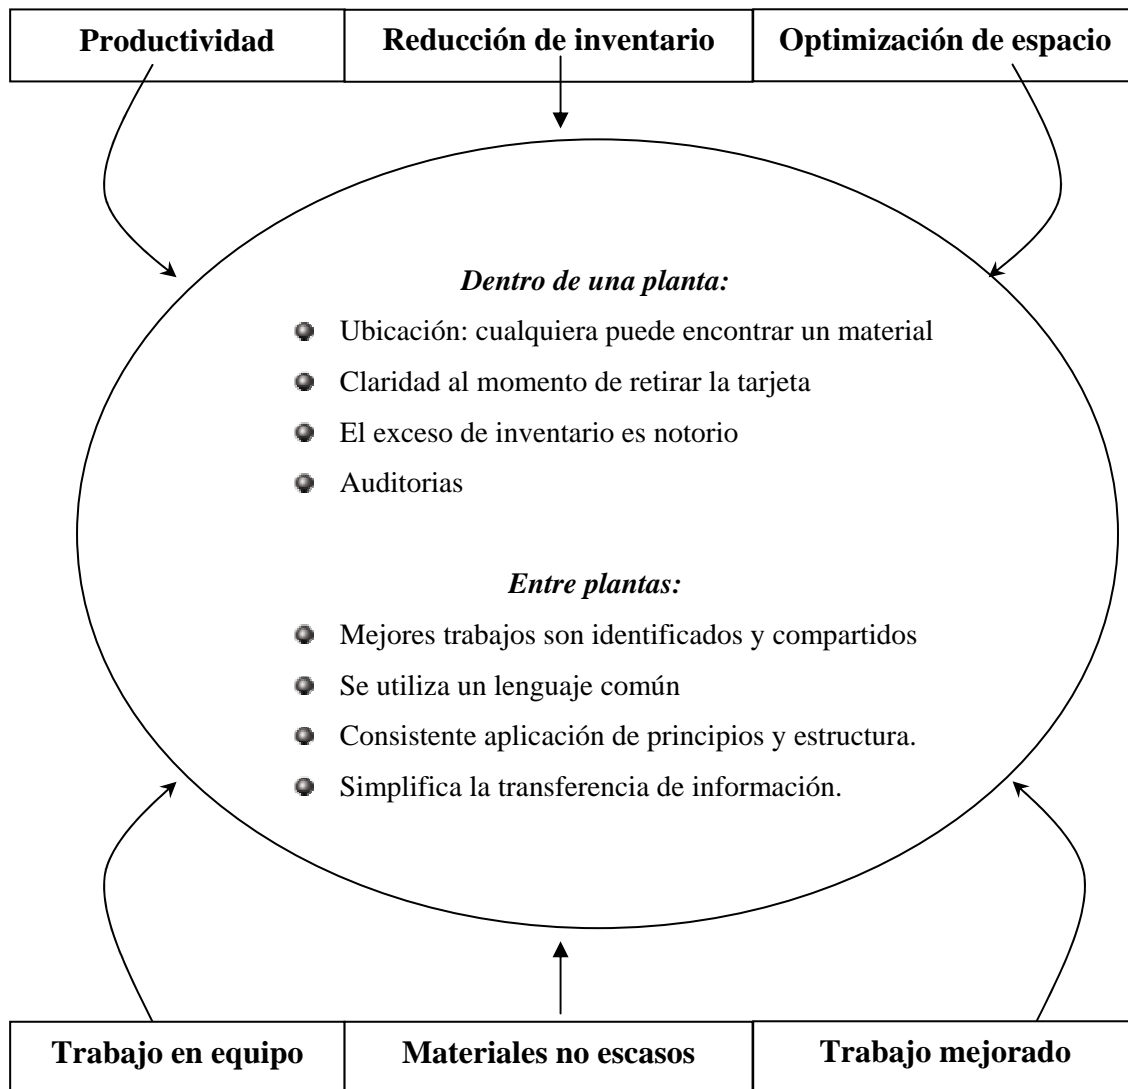 Productividad
Reducción de inventario
Optimización de espacio
Dentro de una planta:
Ubicación: cualquiera puede encontrar un material
Claridad al momento de retirar la tarjeta
El exceso de inventario es notorio
Auditorias
Entre plantas:
Mejores trabajos son identificados y compartidos
Se utiliza un lenguaje común
Consistente aplicación de principios y estructura.
Simplifica la transferencia de información.
Trabajo en equipo
Materiales no escasos
Trabajo mejorado